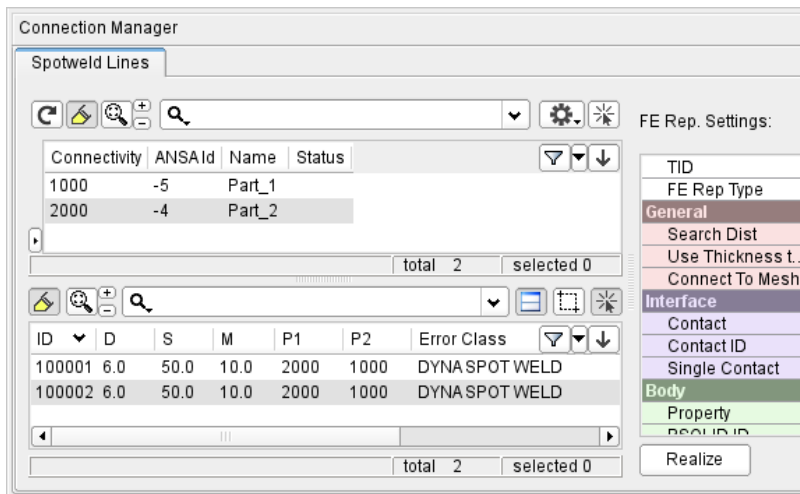 Connection Manager
Spotweld Lines
FE Rep. Settings:
Connectivity ANSA Id Name Status
1000 -5 Part_1
2000 -4 Part_2
total 2 selected 0
ID D S M P1 P2 Error Class
100001 6.0 50.0 10.0 2000 1000 DYNA SPOT WELD
100002 6.0 50.0 10.0 2000 1000 DYNA SPOT WELD
total 2 selected 0
TID
FE Rep Type
General
Search Dist
Use Thickness t..
Connect To Mesh
Interface
Contact
Contact ID
Single Contact
Body
Property
PSOLID ID
Realize